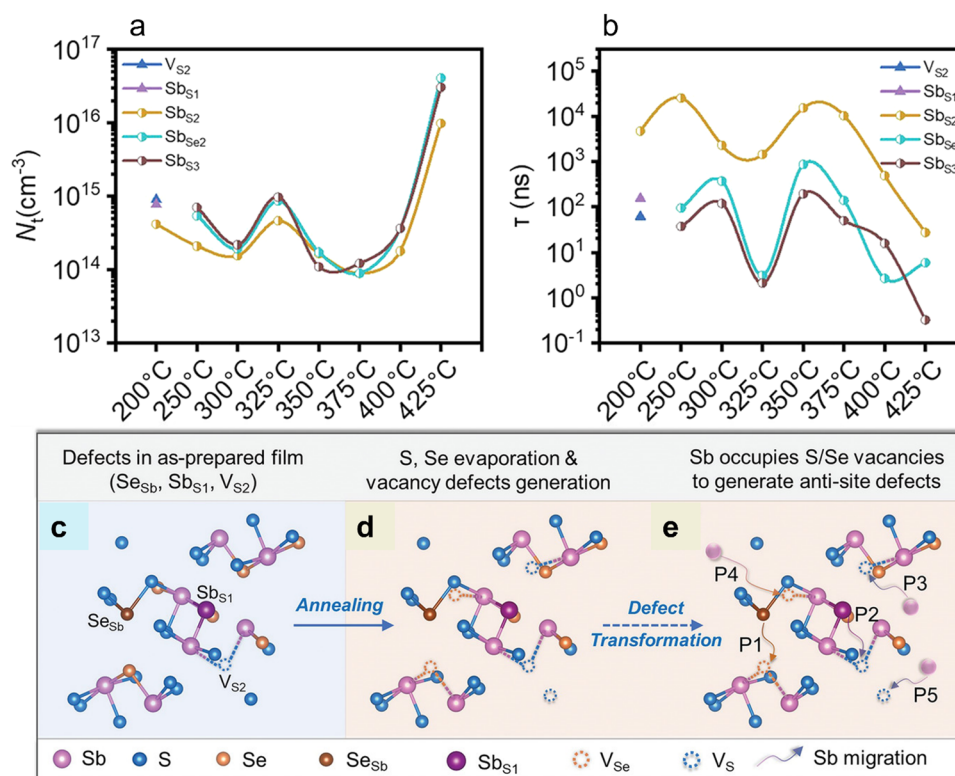 a
10^17
10^16
10^15
10^14
10^13
N_t(cm^-3)
V_S2
Sb_S1
Sb_S2
Sb_Se2
Sb_S3
200°C
250°C
300°C
325°C
350°C
375°C
400°C
425°C
b
10^5
10^4
10^3
10^2
10^1
10^0
10^-1
τ (ns)
V_S2
Sb_S1
Sb_S2
Sb_Se
Sb_S3
200°C
250°C
300°C
325°C
350°C
375°C
400°C
425°C
Defects in as-prepared film
(Se_Sb, Sb_S1, V_S2)
S, Se evaporation &
vacancy defects generation
Sb occupies S/Se vacancies
to generate anti-site defects
c
Sb_S1
Se_Sb
V_S2
Annealing
d
Defect
Transformation
e
P4
P3
P2
P1
P5
Sb
S
Se
Se_Sb
Sb_S1
V_Se
V_S
Sb migration